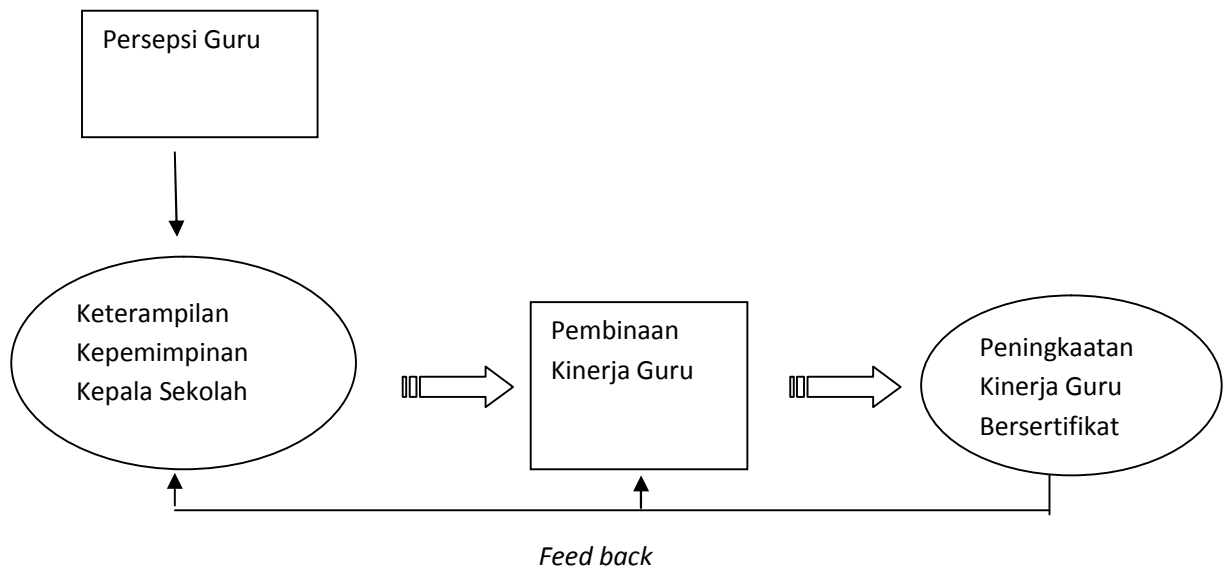 Persepsi Guru
Keterampilan
Kepemimpinan
Kepala Sekolah
Pembinaan
Kinerja Guru
Peningkaatan
Kinerja Guru
Bersertifikat
Feed back